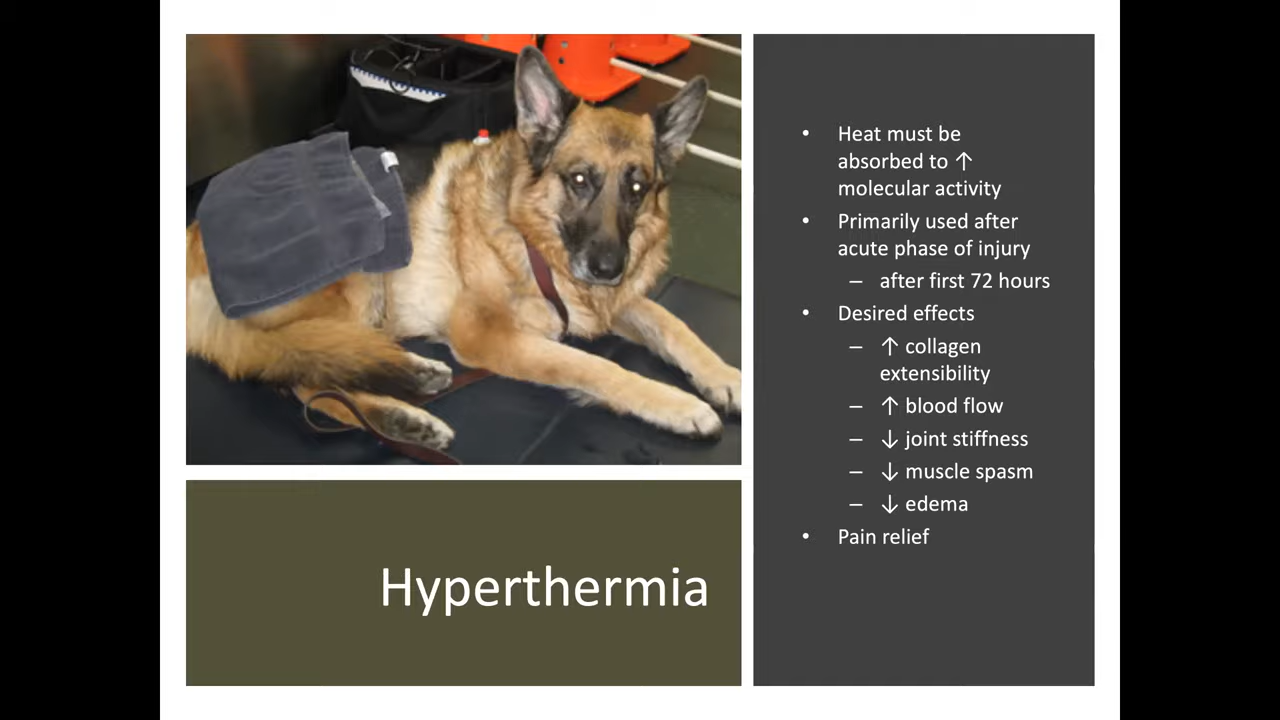 • Heat must be
absorbed to ↑
molecular activity
• Primarily used after
acute phase of injury
– after first 72 hours
• Desired effects
– ↑ collagen
extensibility
– ↑ blood flow
– ↓ joint stiffness
– ↓ muscle spasm
– ↓ edema
• Pain relief
Hyperthermia